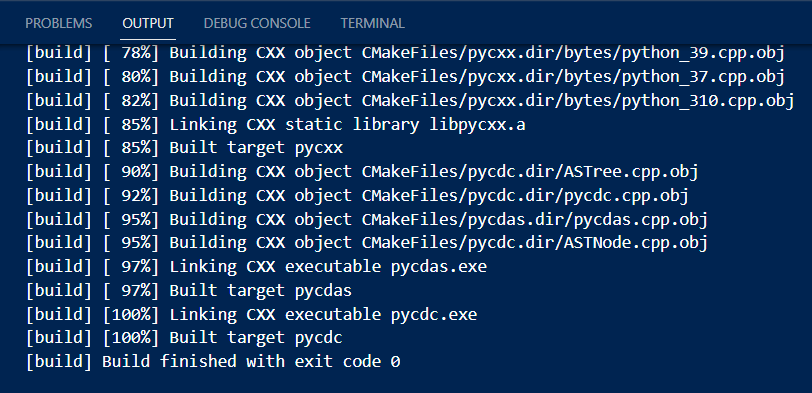 PROBLEMS OUTPUT DEBUG CONSOLE TERMINAL
[build] [ 78%] Building CXX object CMakeFiles/pycxx.dir/bytes/python_39.cpp.obj
[build] [ 80%] Building CXX object CMakeFiles/pycxx.dir/bytes/python_37.cpp.obj
[build] [ 82%] Building CXX object CMakeFiles/pycxx.dir/bytes/python_310.cpp.obj
[build] [ 85%] Linking CXX static library libpycxx.a
[build] [ 85%] Built target pycxx
[build] [ 90%] Building CXX object CMakeFiles/pycdc.dir/ASTree.cpp.obj
[build] [ 92%] Building CXX object CMakeFiles/pycdc.dir/pycdc.cpp.obj
[build] [ 95%] Building CXX object CMakeFiles/pycdas.dir/pycdas.cpp.obj
[build] [ 95%] Building CXX object CMakeFiles/pycdc.dir/ASTNode.cpp.obj
[build] [ 97%] Linking CXX executable pycdas.exe
[build] [ 97%] Built target pycdas
[build] [100%] Linking CXX executable pycdc.exe
[build] [100%] Built target pycdc
[build] Build finished with exit code 0